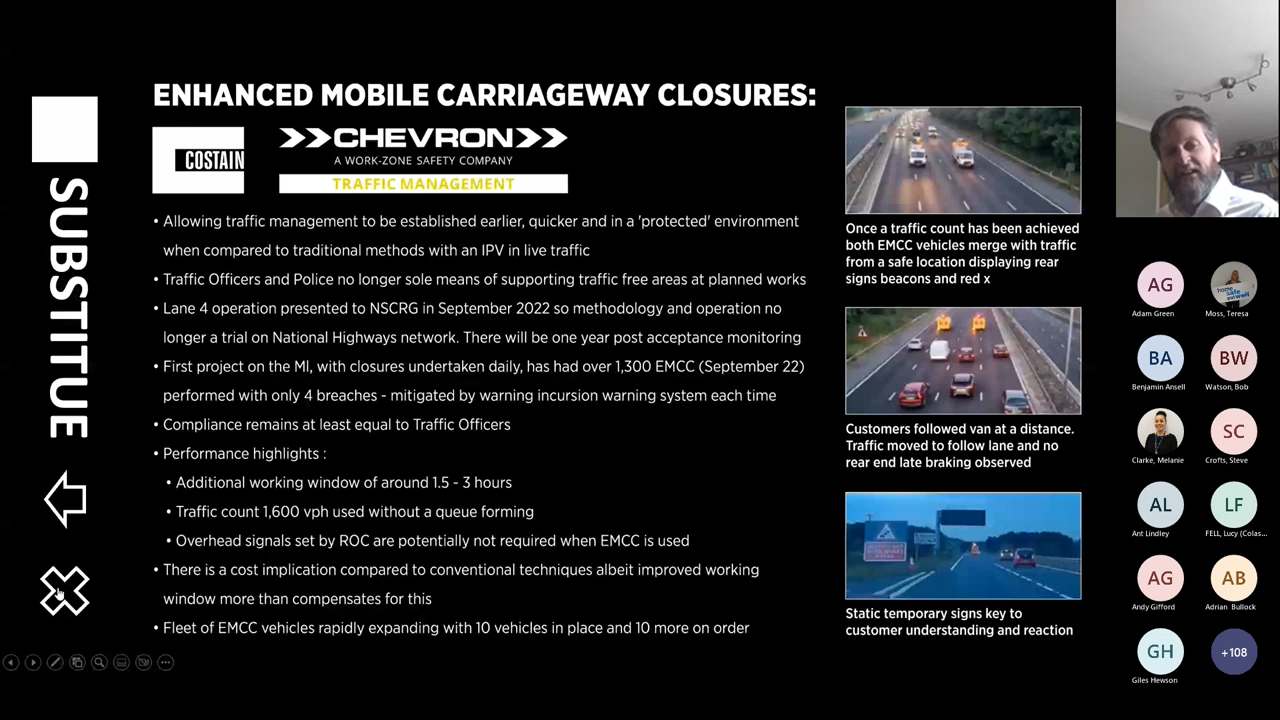 ENHANCED MOBILE CARRIAGEWAY CLOSURES:
SUBSTITUE
COSTAIN
CHEVRON
A WORK-ZONE SAFETY COMPANY
TRAFFIC MANAGEMENT
• Allowing traffic management to be established earlier, quicker and in a 'protected' environment
when compared to traditional methods with an IPV in live traffic
• Traffic Officers and Police no longer sole means of supporting traffic free areas at planned works
• Lane 4 operation presented to NSCRG in September 2022 so methodology and operation no
longer a trial on National Highways network. There will be one year post acceptance monitoring
• First project on the M1, with closures undertaken daily, has had over 1,300 EMCC (September 22)
performed with only 4 breaches - mitigated by warning incursion warning system each time
• Compliance remains at least equal to Traffic Officers
• Performance highlights :
• Additional working window of around 1.5 - 3 hours
• Traffic count 1,600 vph used without a queue forming
• Overhead signals set by ROC are potentially not required when EMCC is used
• There is a cost implication compared to conventional techniques albeit improved working
window more than compensates for this
• Fleet of EMCC vehicles rapidly expanding with 10 vehicles in place and 10 more on order
Once a traffic count has been achieved
both EMCC vehicles merge with traffic
from a safe location displaying rear
signs beacons and red x
Customers followed van at a distance.
Traffic moved to follow lane and no
rear end late braking observed
Static temporary signs key to
customer understanding and reaction
AG
Adam Green
home safe and well
Moss, Teresa
BA
Benjamin Ansell
BW
Watson, Bob
Clarke, Melanie
SC
Crofts, Steve
AL
Ant Lindley
LF
FELL, Lucy (Colas...
AG
Andy Gifford
AB
Adrian Bullock
GH
Giles Hewson
+108